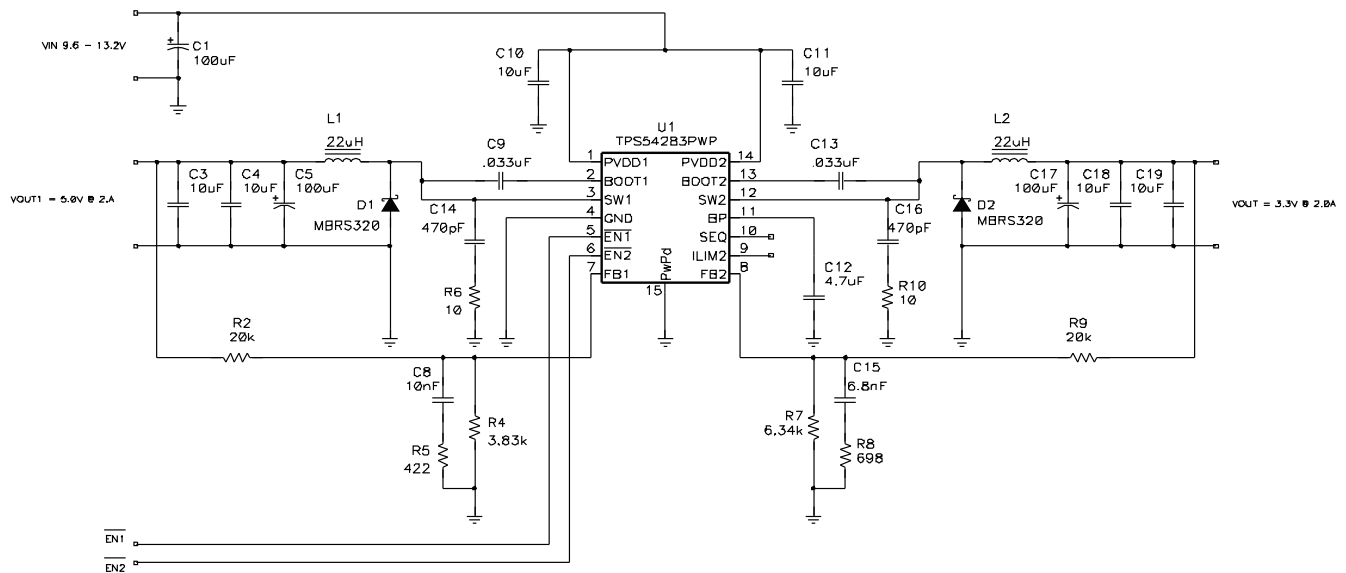 VIN 9.6 - 13.2V
C1
100uF
C10
10uF
C11
10uF
L1
22uH
U1
TPS54283PWP
L2
22uH
C9
.033uF
C13
.033uF
1 PVDD1 PVDD2 14
2 BOOT1 BOOT2 13
3 SW1 SW2 12
4 GND BP 11
5 EN1 SEQ 10
6 EN2 ILIM2 9
7 FB1 FB2 8
PwPd
15
C3
10uF
C4
10uF
C5
100uF
VOUT1 = 5.0V @ 2.A
D1
MBRS320
C14
470pF
R6
10
C12
4.7uF
C16
470pF
R10
10
D2
MBRS320
C17
100uF
C18
10uF
C19
10uF
VOUT = 3.3V @ 2.0A
R2
20k
R9
20k
C8
10nF
R5
422
R4
3.83k
C15
6.8nF
R7
6.34k
R8
698
EN1
EN2